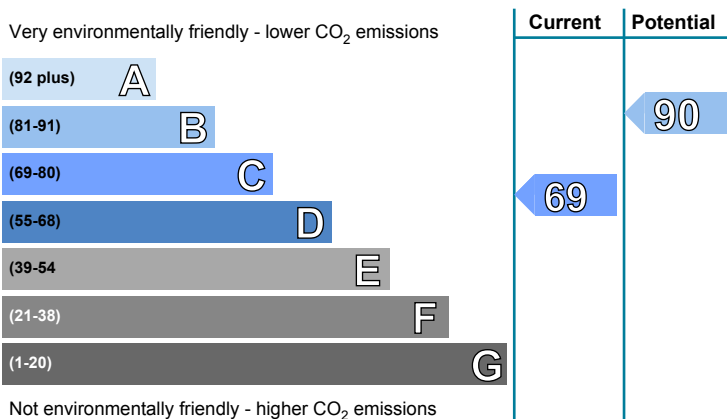 Current Potential
Very environmentally friendly - lower CO2 emissions
(92 plus) A
(81-91) B
90
(69-80) C
69
(55-68) D
(39-54 E
(21-38) F
(1-20) G
Not environmentally friendly - higher CO2 emissions